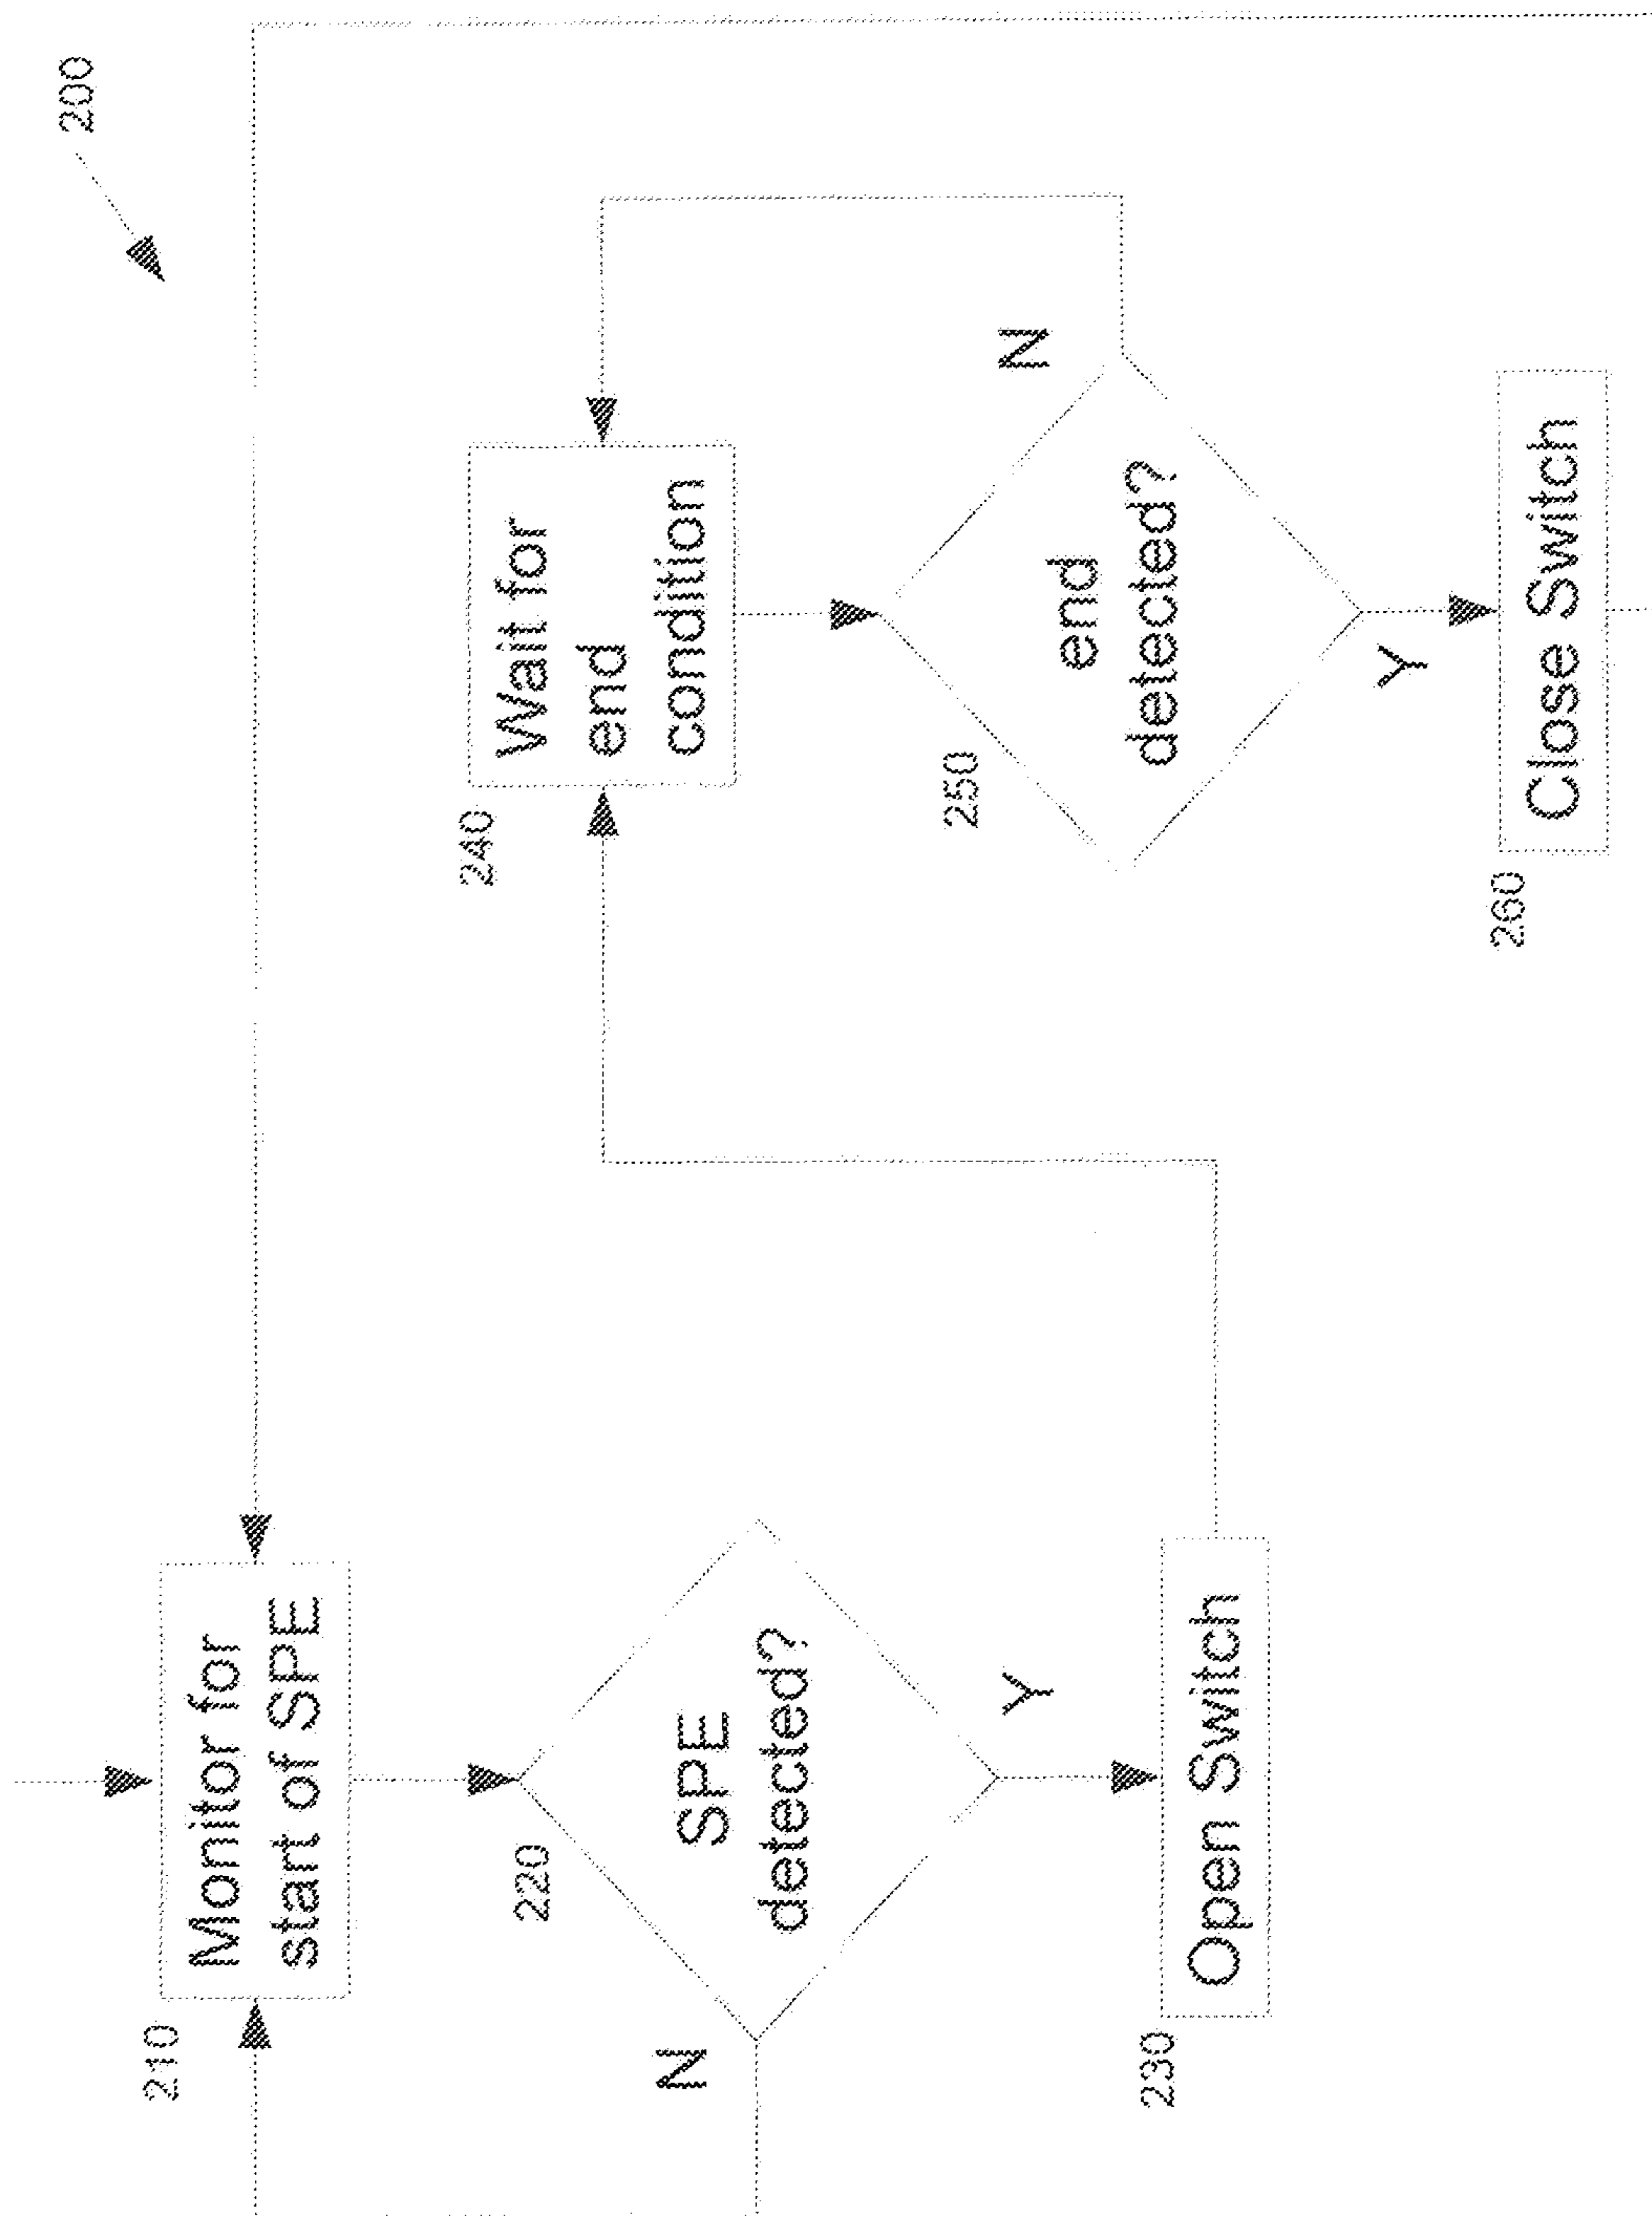 200
210
Monitor for
start of SPE
220
SPE
detected?
N
Y
230
Open Switch
240
Wait for
end
condition
250
end
detected?
N
Y
260
Close Switch